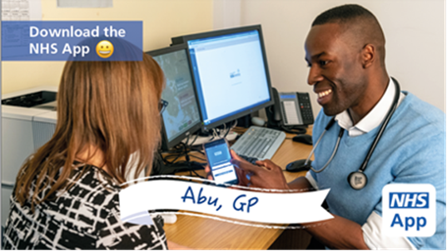 Download the
NHS App 😀
Abu, GP
NHS
App